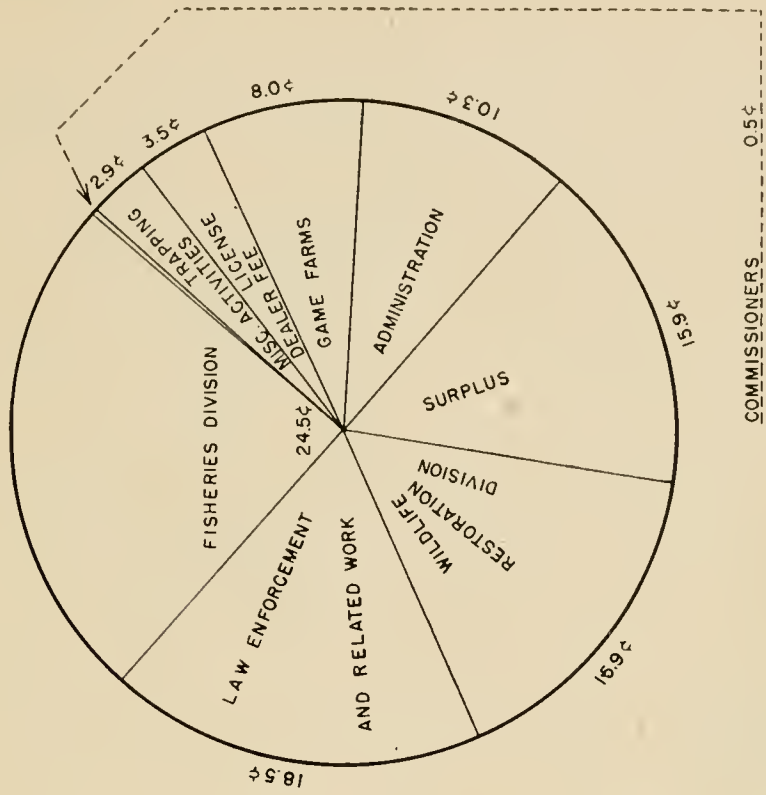 FISHERIES DIVISION
24.5¢
TRAPPING
2.9¢
MISC. ACTIVITIES
DEALER LICENSE
FEE
3.5¢
GAME FARMS
8.0¢
ADMINISTRATION
10.3¢
SURPLUS
15.9¢
WILDLIFE
RESTORATION
DIVISION
15.9¢
LAW ENFORCEMENT
AND RELATED WORK
18.5¢
COMMISSIONERS 0.5¢